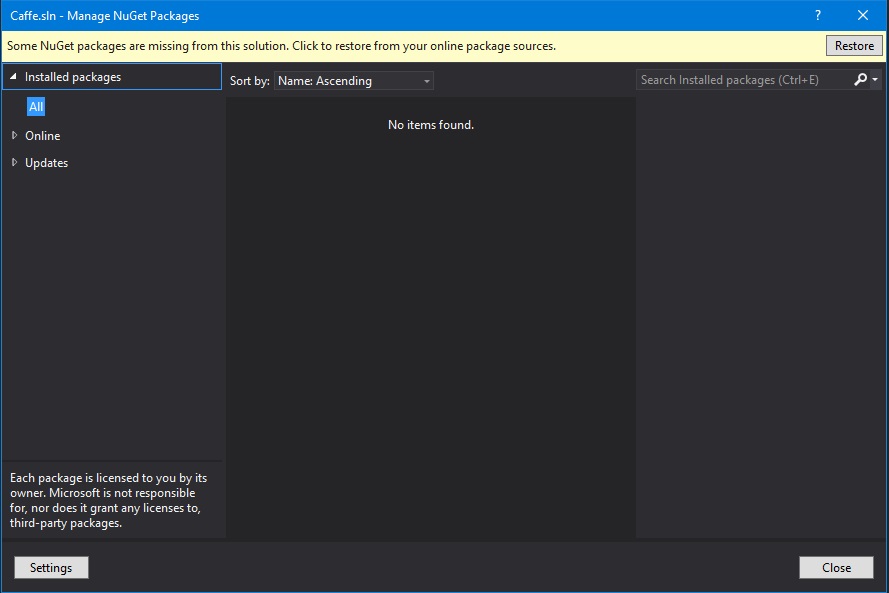 Caffe.sln - Manage NuGet Packages
?
Some NuGet packages are missing from this solution. Click to restore from your online package sources.
Restore
Installed packages
Sort by:
Name: Ascending
Search Installed packages (Ctrl+E)
All
No items found.
Online
Updates
Each package is licensed to you by its
owner. Microsoft is not responsible
for, nor does it grant any licenses to,
third-party packages.
Settings
Close